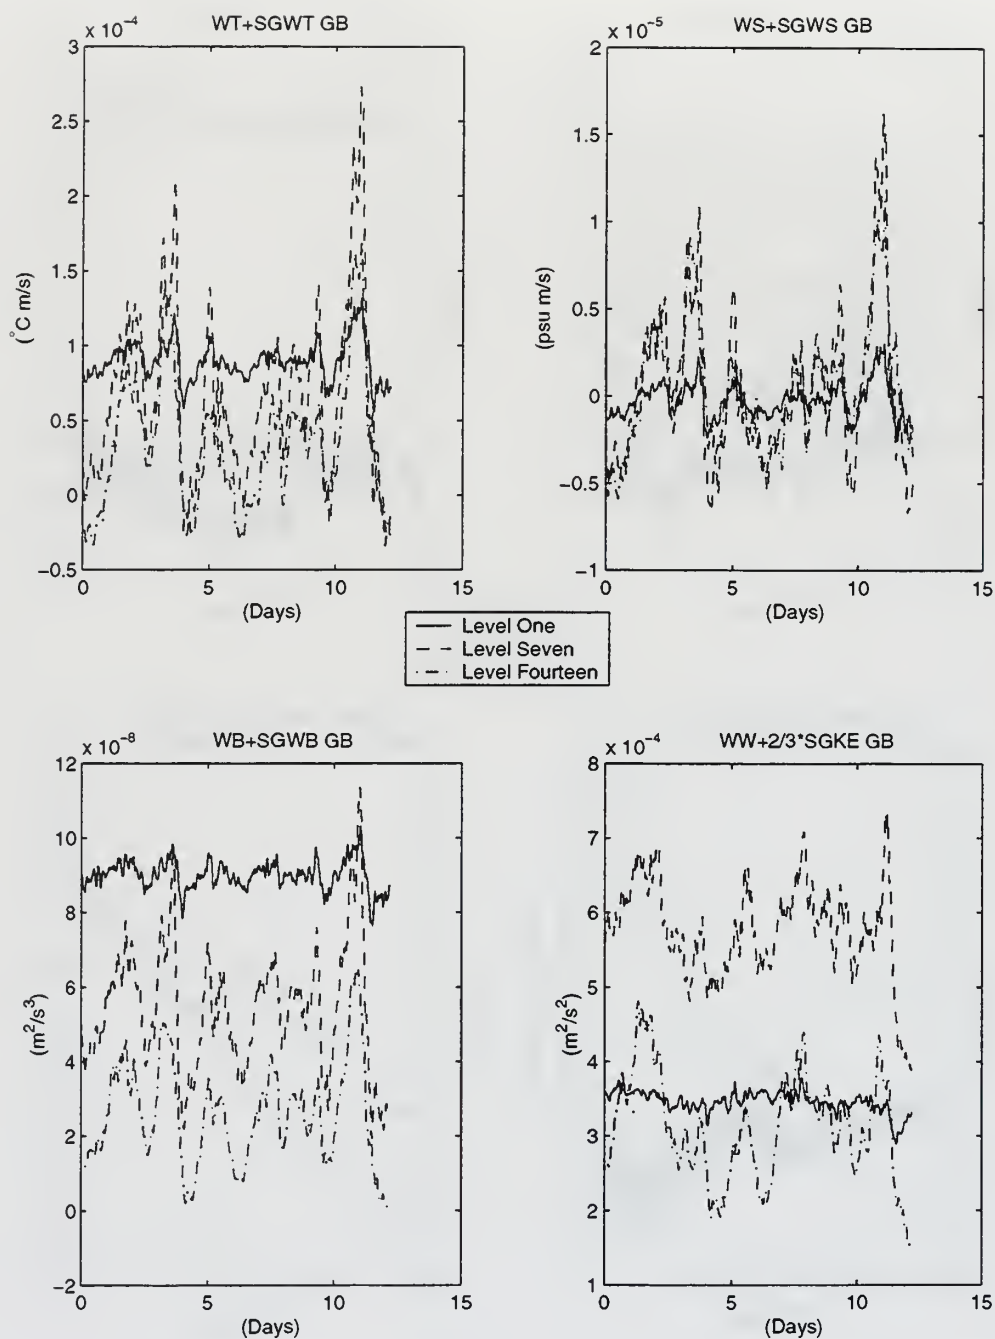 x 10⁻⁴ WT+SGWT GB
3
2.5
2
1.5
1
0.5
0
−0.5
(°C m/s)
0 5 10 15
(Days)
x 10⁻⁵ WS+SGWS GB
2
1.5
1
0.5
0
−0.5
−1
(psu m/s)
0 5 10 15
(Days)
Level One
Level Seven
Level Fourteen
x 10⁻⁸ WB+SGWB GB
12
10
8
6
4
2
0
−2
(m²/s³)
0 5 10 15
(Days)
x 10⁻⁴ WW+2/3*SGKE GB
8
7
6
5
4
3
2
1
(m²/s²)
0 5 10 15
(Days)